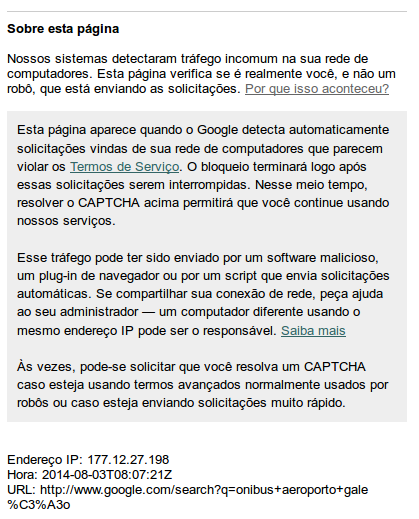 Sobre esta página
Nossos sistemas detectaram tráfego incomum na sua rede de
computadores. Esta página verifica se é realmente você, e não um
robô, que está enviando as solicitações. Por que isso aconteceu?
Esta página aparece quando o Google detecta automaticamente
solicitações vindas de sua rede de computadores que parecem
violar os Termos de Serviço. O bloqueio terminará logo após
essas solicitações serem interrompidas. Nesse meio tempo,
resolver o CAPTCHA acima permitirá que você continue usando
nossos serviços.
Esse tráfego pode ter sido enviado por um software malicioso,
um plug-in de navegador ou por um script que envia solicitações
automáticas. Se compartilhar sua conexão de rede, peça ajuda
ao seu administrador — um computador diferente usando o
mesmo endereço IP pode ser o responsável. Saiba mais
Às vezes, pode-se solicitar que você resolva um CAPTCHA
caso esteja usando termos avançados normalmente usados por
robôs ou caso esteja enviando solicitações muito rápido.
Endereço IP: 177.12.27.198
Hora: 2014-08-03T08:07:21Z
URL: http://www.google.com/search?q=onibus+aeroporto+gale
%C3%A3o